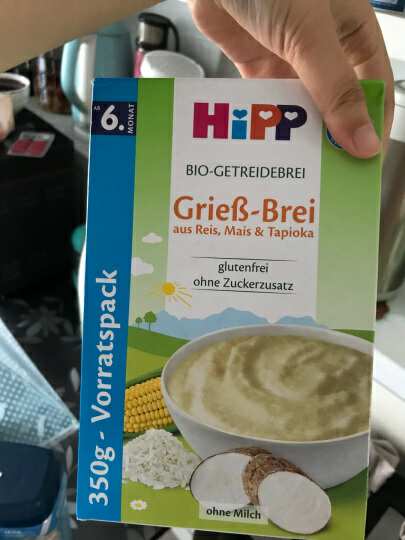 AB
6.
MONAT
HiPP
BIO-GETREIDEBREI
Grieß-Brei
aus Reis, Mais & Tapioka
glutenfrei
ohne Zuckerzusatz
350g - Vorratspack
ohne Milch